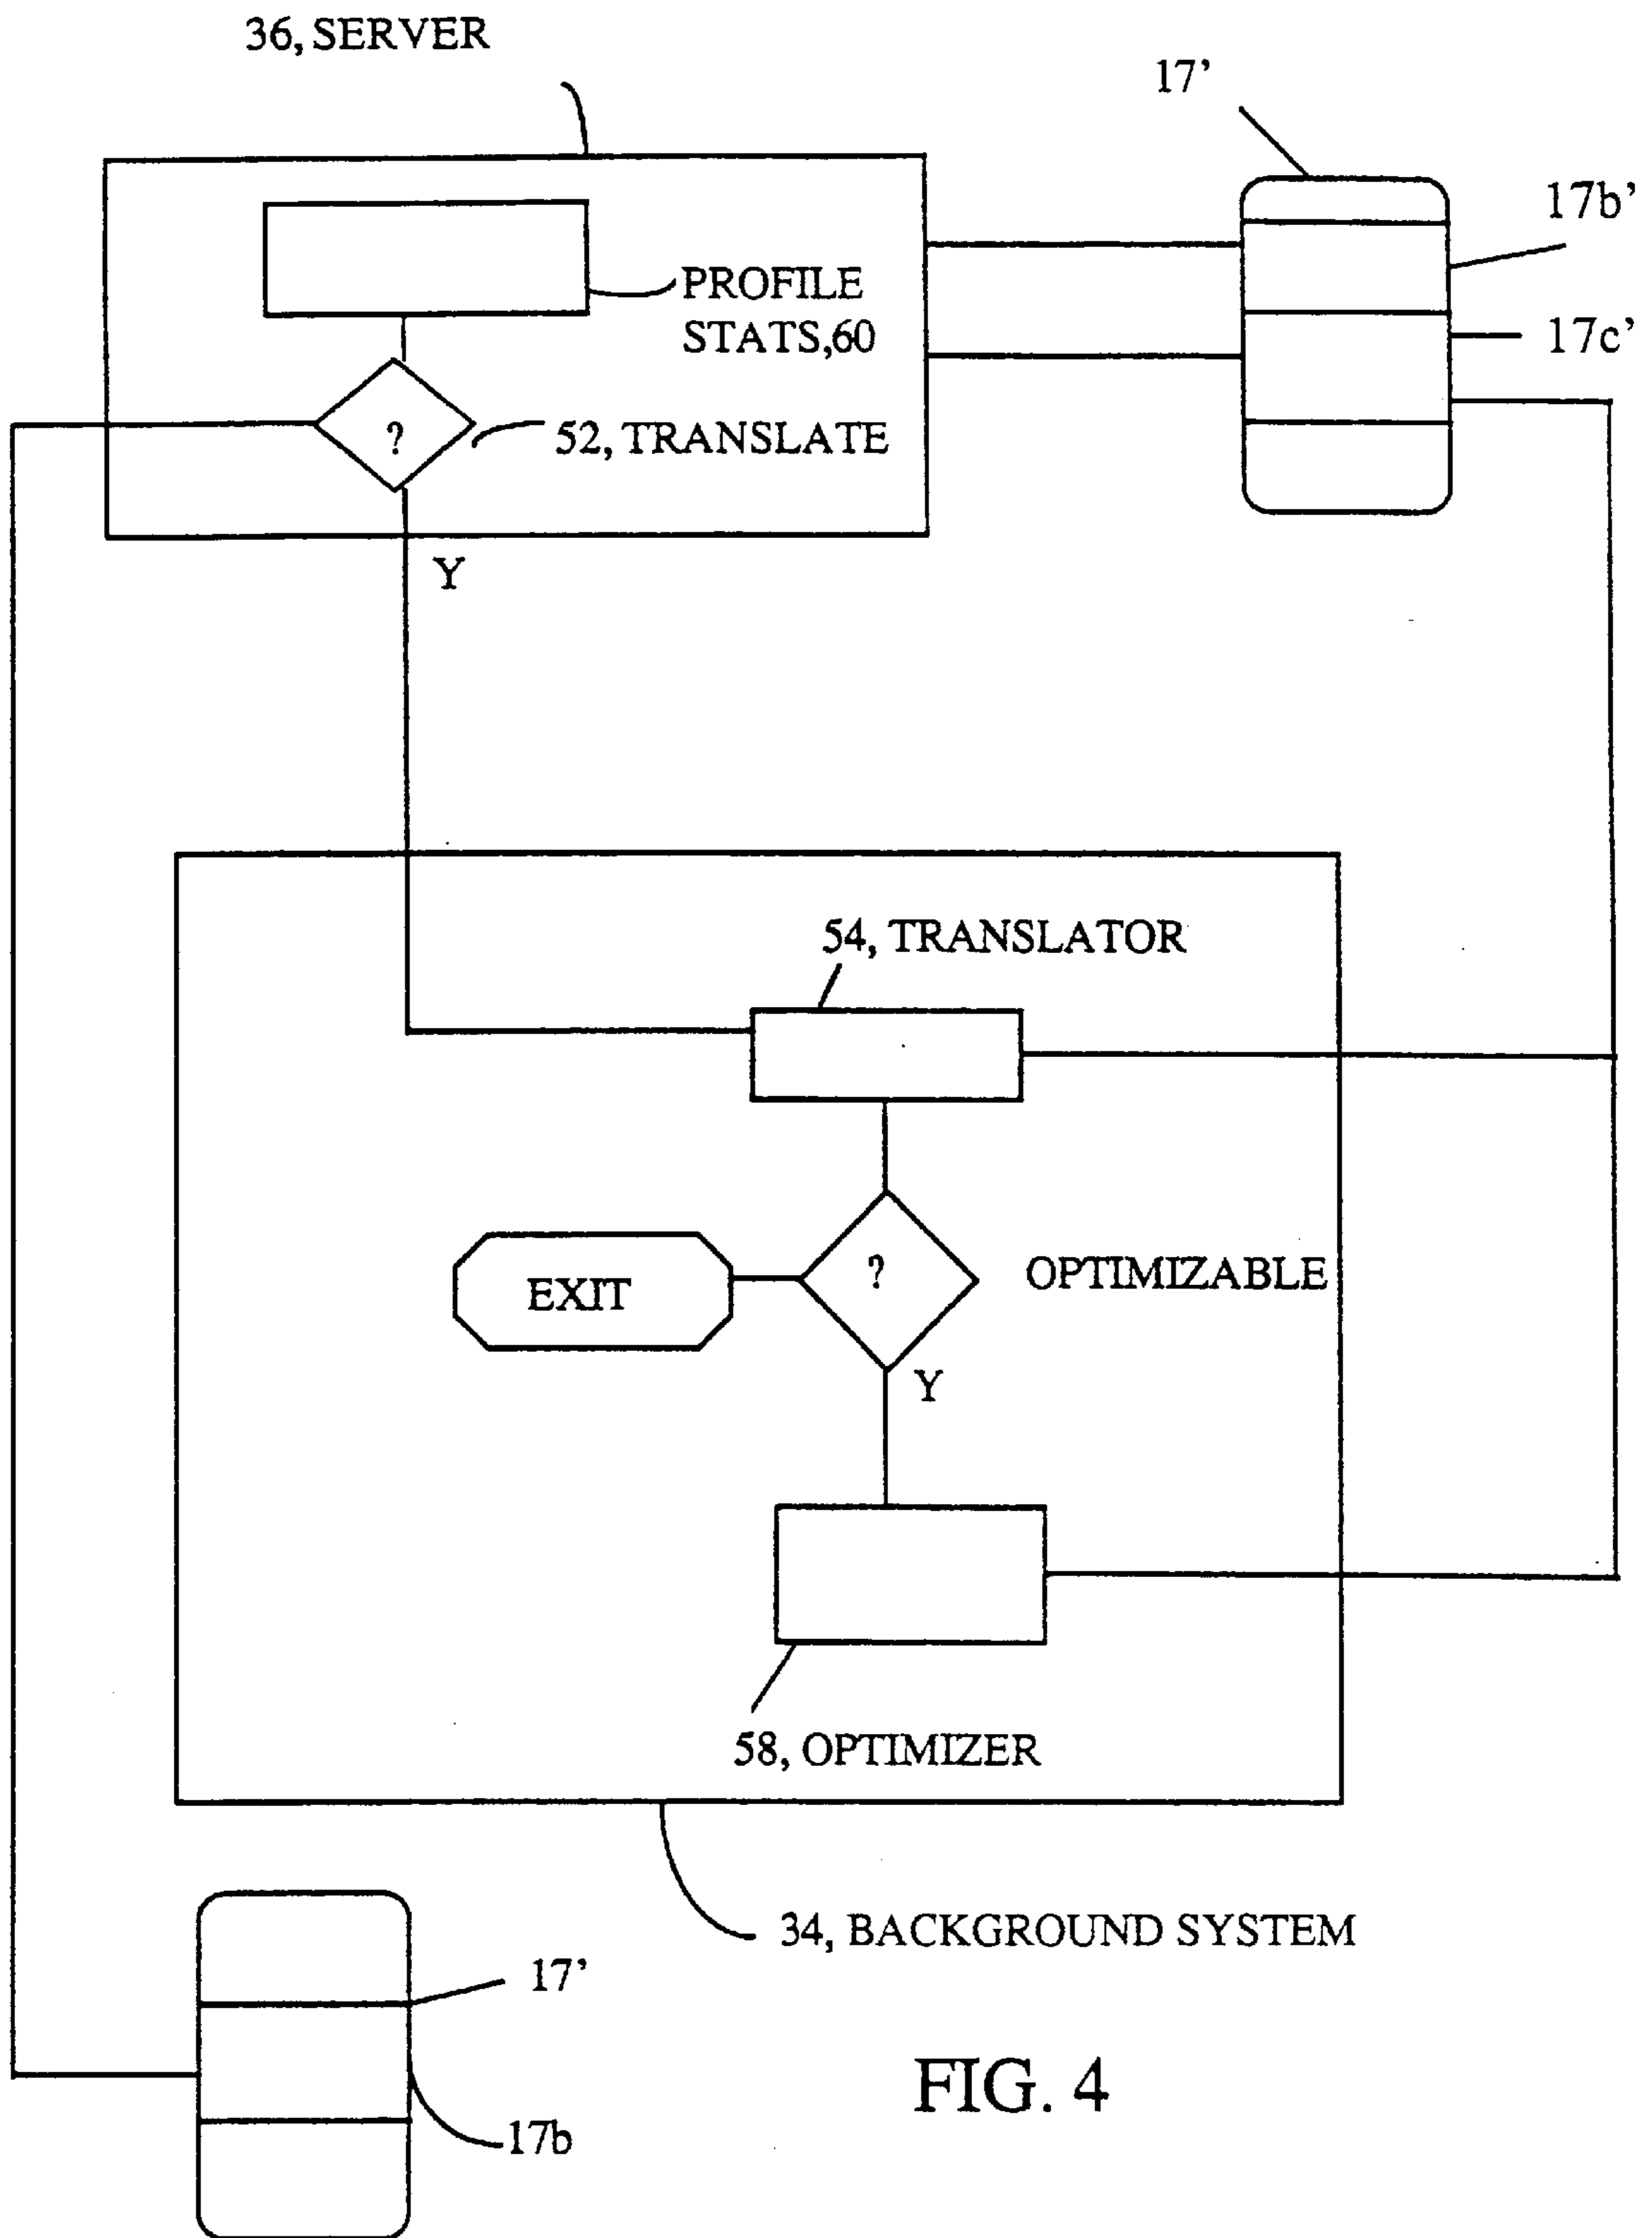 36, SERVER
17’
17b’
PROFILE
STATS,60
17c’
?
52, TRANSLATE
Y
54, TRANSLATOR
?
OPTIMIZABLE
EXIT
Y
58, OPTIMIZER
34, BACKGROUND SYSTEM
17’
FIG. 4
17b